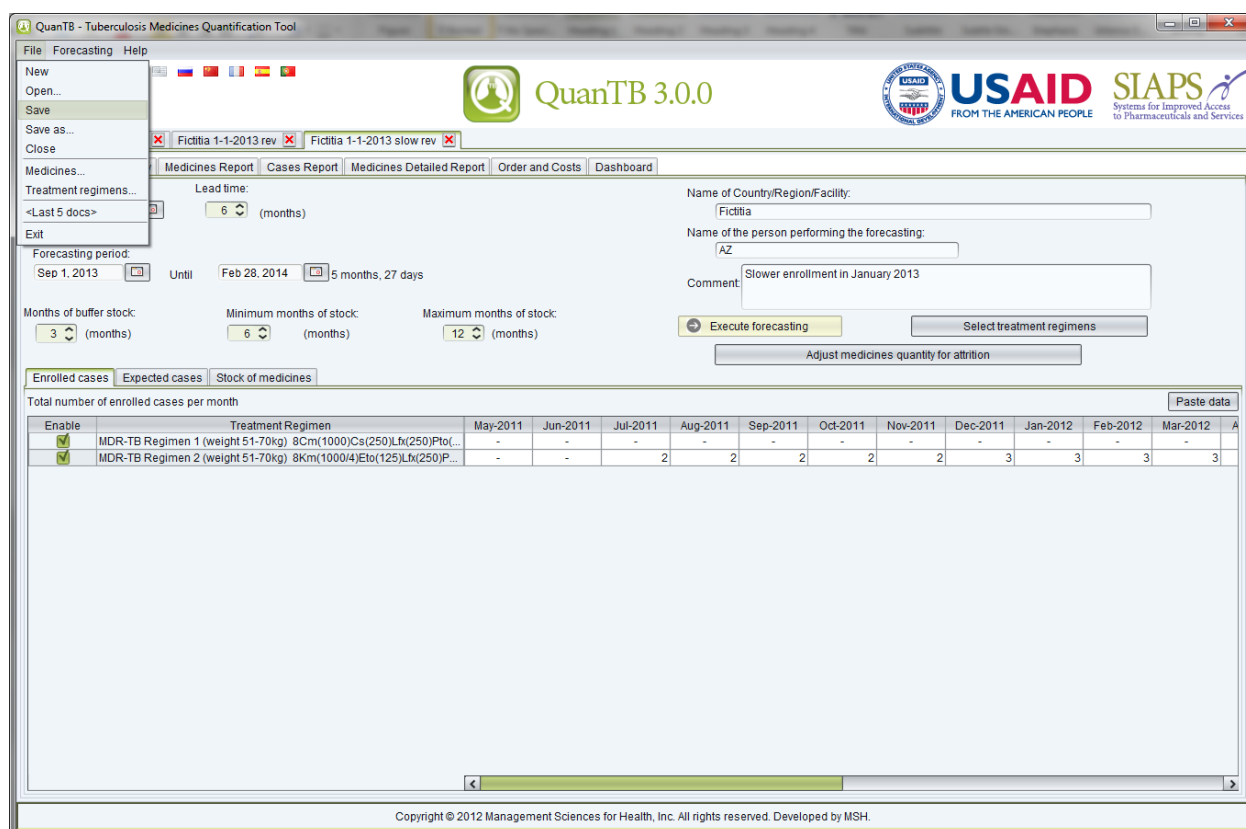 QuanTB - Tuberculosis Medicines Quantification Tool
File Forecasting Help
New
Open...
Save
Save as...
Close
Medicines...
Treatment regimens...
<Last 5 docs>
Exit
QuanTB 3.0.0
UNITED STATES AGENCY
INTERNATIONAL DEVELOPMENT
USAID
USAID
FROM THE AMERICAN PEOPLE
SIAPS
Systems for Improved Access
to Pharmaceuticals and Services
Fictitia 1-1-2013 rev Fictitia 1-1-2013 slow rev
Medicines Report Cases Report Medicines Detailed Report Order and Costs Dashboard
Lead time:
6 (months)
Name of Country/Region/Facility:
Fictitia
Name of the person performing the forecasting:
AZ
Forecasting period:
Sep 1, 2013 Until Feb 28, 2014 5 months, 27 days
Comment: Slower enrollment in January 2013
Months of buffer stock: Minimum months of stock: Maximum months of stock:
3 (months) 6 (months) 12 (months)
Execute forecasting Select treatment regimens
Adjust medicines quantity for attrition
Enrolled cases Expected cases Stock of medicines
Total number of enrolled cases per month Paste data
Enable Treatment Regimen May-2011 Jun-2011 Jul-2011 Aug-2011 Sep-2011 Oct-2011 Nov-2011 Dec-2011 Jan-2012 Feb-2012 Mar-2012 A
MDR-TB Regimen 1 (weight 51-70kg) 8Cm(1000)Cs(250)Lfx(250)Pto(... - - - - - - - - - - -
MDR-TB Regimen 2 (weight 51-70kg) 8Km(1000/4)Eto(125)Lfx(250)P... - - 2 2 2 2 2 3 3 3 3
Copyright © 2012 Management Sciences for Health, Inc. All rights reserved. Developed by MSH.